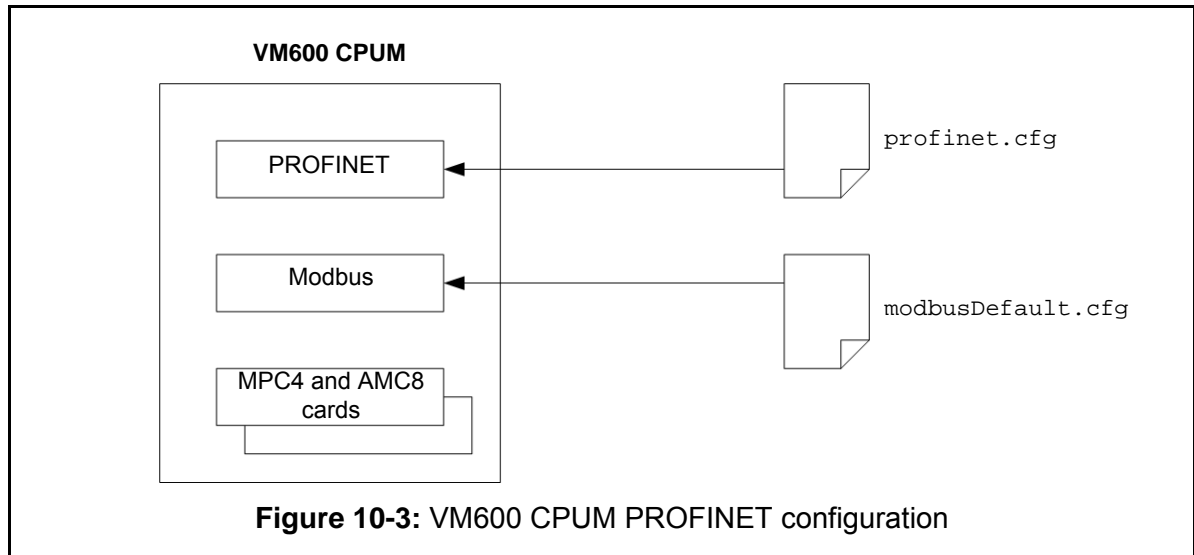 VM600 CPUM
PROFINET
profinet.cfg
Modbus
modbusDefault.cfg
MPC4 and AMC8
cards
Figure 10-3: VM600 CPUM PROFINET configuration